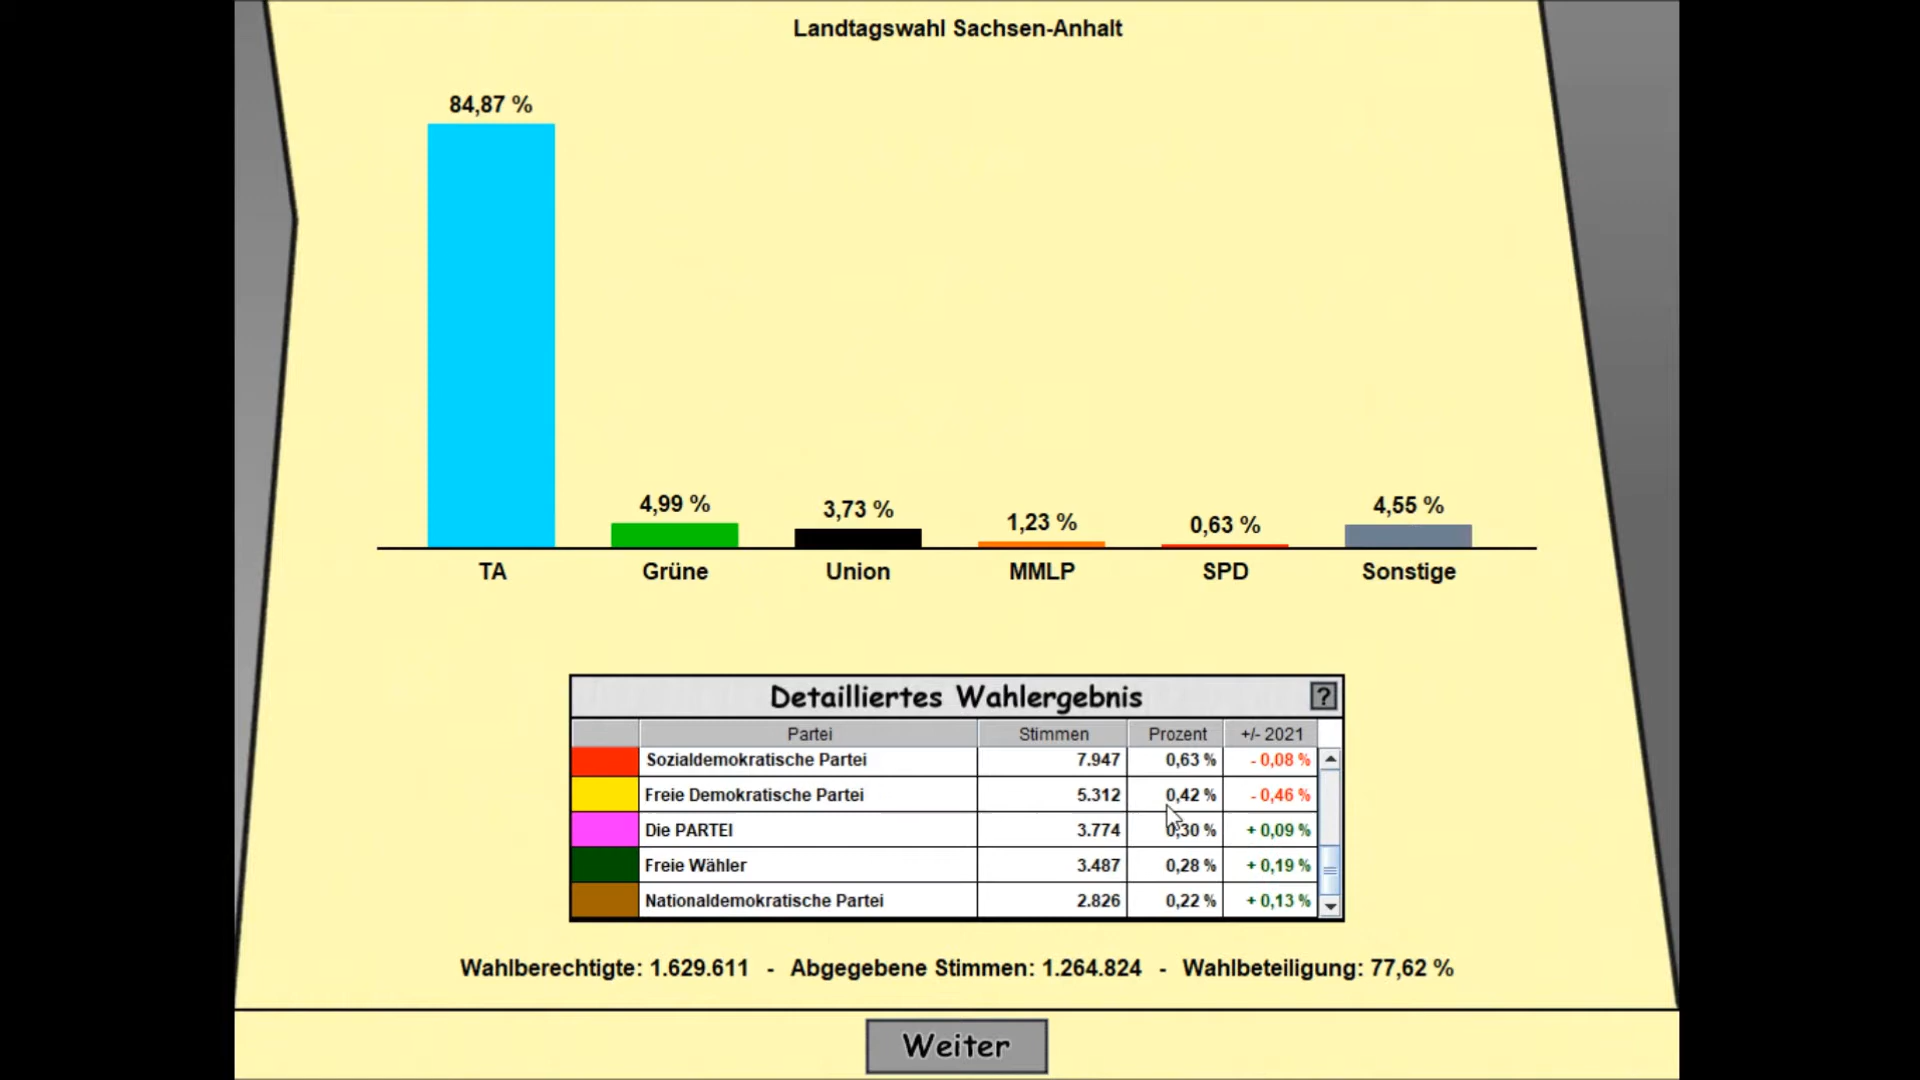 Landtagswahl Sachsen-Anhalt
84,87 %
4,99 %
3,73 %
1,23 %
0,63 %
4,55 %
TA Grüne Union MMLP SPD Sonstige
Detailliertes Wahlergebnis ?
Partei Stimmen Prozent +/- 2021
Sozialdemokratische Partei 7.947 0,63 % - 0,08 %
Freie Demokratische Partei 5.312 0,42 % - 0,46 %
Die PARTEI 3.774 0,30 % + 0,09 %
Freie Wähler 3.487 0,28 % + 0,19 %
Nationaldemokratische Partei 2.826 0,22 % + 0,13 %
Wahlberechtigte: 1.629.611 - Abgegebene Stimmen: 1.264.824 - Wahlbeteiligung: 77,62 %
Weiter